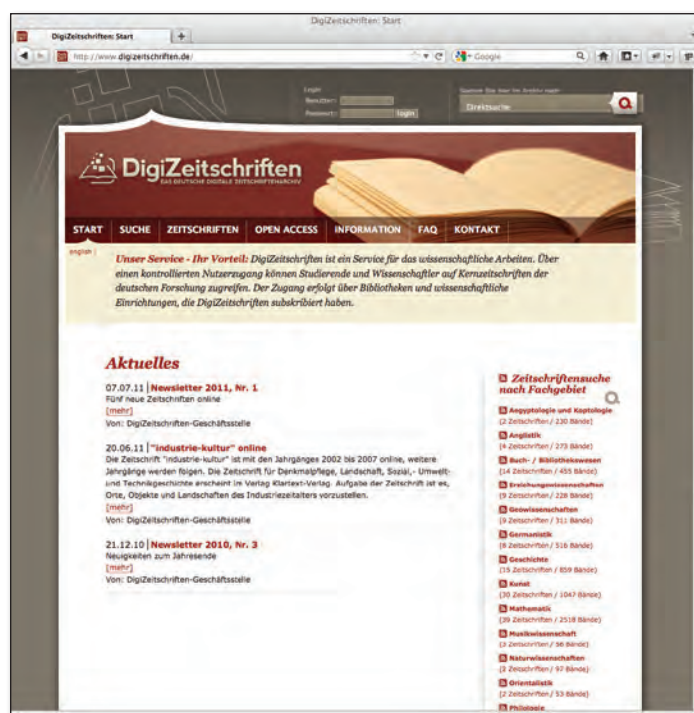 DigiZeitschriften: Start
DigiZeitschriften: Start
http://www.digizeitschriften.de/
Google
Login
Benutzer:
Passwort:
login
Direktsuche
DigiZeitschriften
DAS DEUTSCHE DIGITALE ZEITSCHRIFTENARCHIV
START SUCHE ZEITSCHRIFTEN OPEN ACCESS INFORMATION FAQ KONTAKT
english |
Unser Service - Ihr Vorteil: DigiZeitschriften ist ein Service für das wissenschaftliche Arbeiten. Über
einen kontrollierten Nutzerzugang können Studierende und Wissenschaftler auf Kernzeitschriften der
deutschen Forschung zugreifen. Der Zugang erfolgt über Bibliotheken und wissenschaftliche
Einrichtungen, die DigiZeitschriften subskribiert haben.
Aktuelles
07.07.11 | Newsletter 2011, Nr. 1
Fünf neue Zeitschriften online
[mehr]
Von: DigiZeitschriften-Geschäftsstelle
20.06.11 | "industrie-kultur" online
Die Zeitschrift "industrie-kultur" ist mit den Jahrgänges 2002 bis 2007 online, weitere
Jahrgänge werden folgen. Die Zeitschrift für Denkmalpflege, Landschaft, Sozial,- Umwelt-
und Technikgeschichte erscheint im Verlag Klartext-Verlag. Aufgabe der Zeitschrift ist es,
Orte, Objekte und Landschaften des Industriezeitalters vorzustellen.
[mehr]
Von: DigiZeitschriften-Geschäftsstelle
21.12.10 | Newsletter 2010, Nr. 3
Neuigkeiten zum Jahresende
[mehr]
Von: DigiZeitschriften-Geschäftsstelle
Zeitschriftensuche
nach Fachgebiet
Aegyptologie und Koptologie
(2 Zeitschriften / 230 Bände)
Anglistik
(4 Zeitschriften / 273 Bände)
Buch- / Bibliothekswesen
(14 Zeitschriften / 455 Bände)
Erziehungswissenschaften
(9 Zeitschriften / 228 Bände)
Geowissenschaften
(9 Zeitschriften / 311 Bände)
Germanistik
(8 Zeitschriften / 516 Bände)
Geschichte
(15 Zeitschriften / 859 Bände)
Kunst
(30 Zeitschriften / 1047 Bände)
Mathematik
(39 Zeitschriften / 2518 Bände)
Musikwissenschaft
(3 Zeitschriften / 56 Bände)
Naturwissenschaften
(2 Zeitschriften / 97 Bände)
Orientalistik
(2 Zeitschriften / 53 Bände)
Philologie